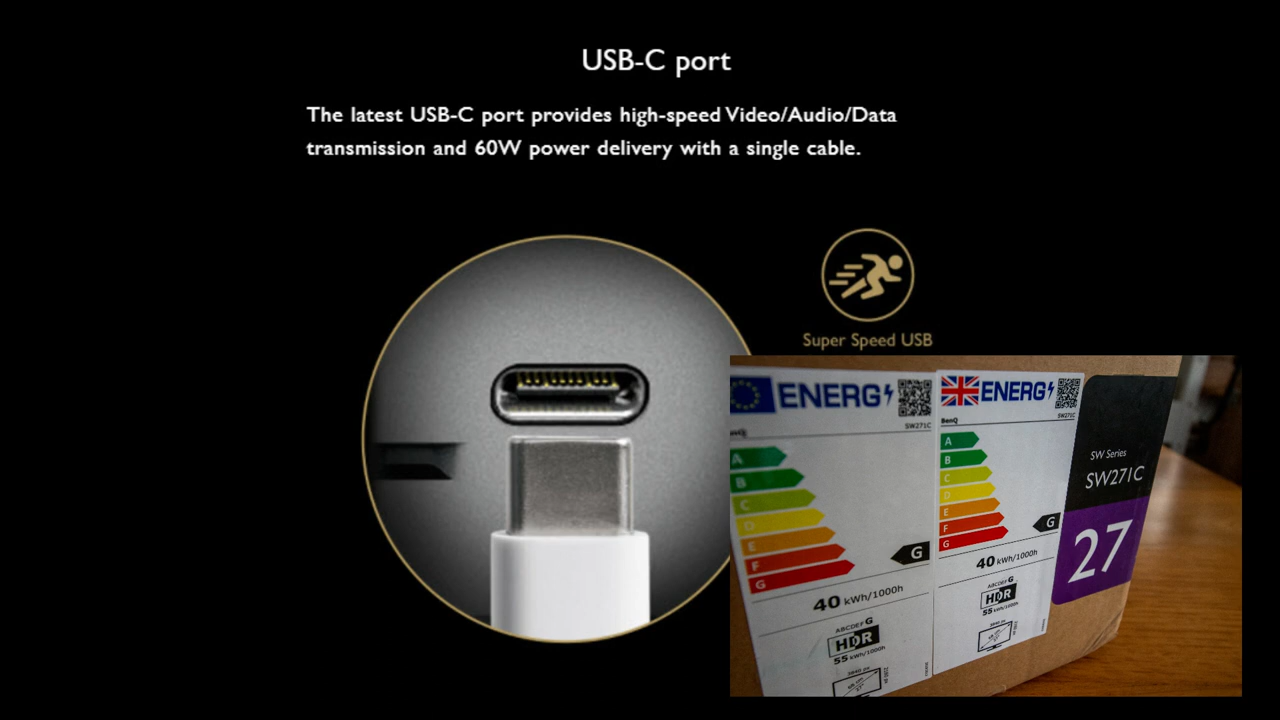 USB-C port
The latest USB-C port provides high-speed Video/Audio/Data
transmission and 60W power delivery with a single cable.
Super Speed USB
ENERG
SW271C
A
B
C
D
E
F
G
G
40 kWh/1000h
ABCDEF G
HDR
55 kWh/1000h
ENERG
BenQ
SW271C
A
B
C
D
E
F
G
G
40 kWh/1000h
ABCDEF G
HDR
55 kWh/1000h
SW Series
SW271C
27